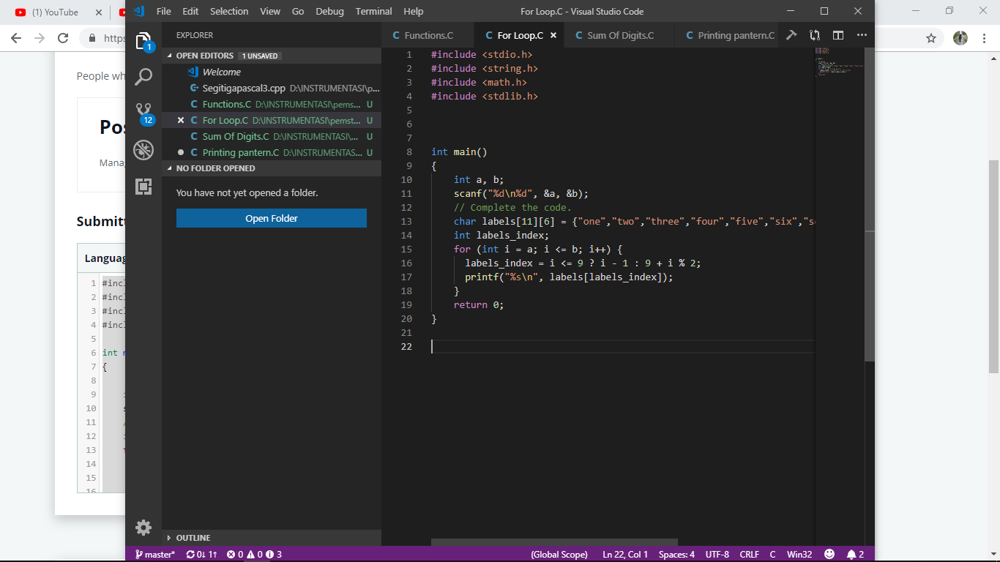 (1) YouTube
File Edit Selection View Go Debug Terminal Help
For Loop.C - Visual Studio Code
https
People wh
Pos
Manag
Submitt
Languag
1 #incl
2 #incl
3 #incl
4 #incl
5
6 int m
7 {
8
9
10
11
12
13
14
15
16
1
12
EXPLORER
OPEN EDITORS 1 UNSAVED
Welcome
Segitigapascal3.cpp D:\INSTRUMENTASI\p...
Functions.C D:\INSTRUMENTASI\pems... U
For Loop.C D:\INSTRUMENTASI\pemst... U
Sum Of Digits.C D:\INSTRUMENTASI\... U
Printing pantern.C D:\INSTRUMENTAS... U
NO FOLDER OPENED
You have not yet opened a folder.
Open Folder
OUTLINE
Functions.C For Loop.C Sum Of Digits.C Printing pantern.C
1 #include <stdio.h>
2 #include <string.h>
3 #include <math.h>
4 #include <stdlib.h>
5
6
7
8 int main()
9 {
10 int a, b;
11 scanf("%d\n%d", &a, &b);
12 // Complete the code.
13 char labels[11][6] = {"one","two","three","four","five","six","s
14 int labels_index;
15 for (int i = a; i <= b; i++) {
16 labels_index = i <= 9 ? i - 1 : 9 + i % 2;
17 printf("%s\n", labels[labels_index]);
18 }
19 return 0;
20 }
21
22
master* 0↓ 1↑ 0 0 3
(Global Scope) Ln 22, Col 1 Spaces: 4 UTF-8 CRLF C Win32 2